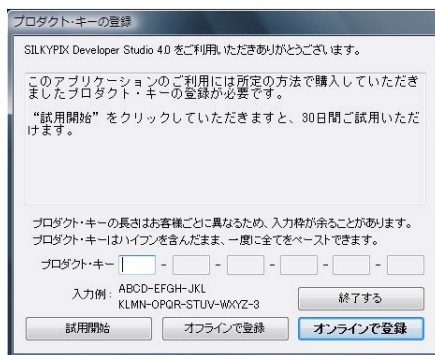 プロダクト・キーの登録
SILKYPIX Developer Studio 4.0 をご利用いただきありがとうございます。
このアプリケーションのご利用には所定の方法で購入していただき
ましたプロダクト・キーの登録が必要です。
“試用開始”をクリックしていただきますと、30日間ご試用いただ
けます。
プロダクト・キーの長さはお客様ごとに異なるため、入力枠が余ることがあります。
プロダクト・キーはハイフンを含んだまま、一度に全てをペーストできます。
プロダクト・キー - - - - - -
入力例： ABCD-EFGH-JKL
KLMN-OPQR-STUV-WXYZ-3
終了する
試用開始 オフラインで登録 オンラインで登録